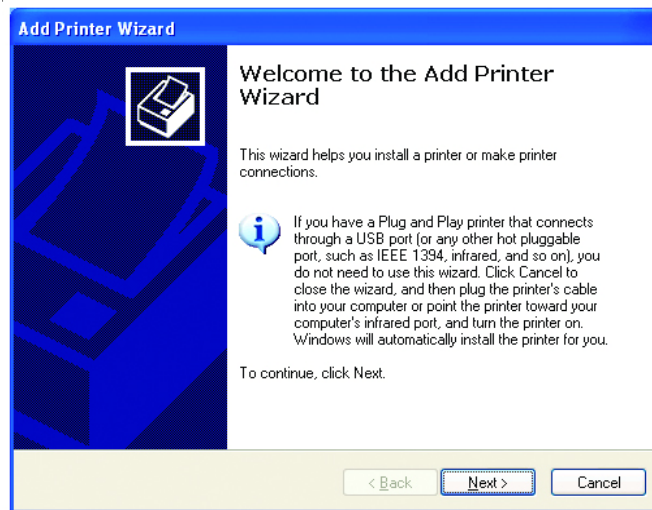 Add Printer Wizard
Welcome to the Add Printer
Wizard
This wizard helps you install a printer or make printer
connections.
If you have a Plug and Play printer that connects
through a USB port (or any other hot pluggable
port, such as IEEE 1394, infrared, and so on), you
do not need to use this wizard. Click Cancel to
close the wizard, and then plug the printer's cable
into your computer or point the printer toward your
computer's infrared port, and turn the printer on.
Windows will automatically install the printer for you.
To continue, click Next.
< Back Next > Cancel